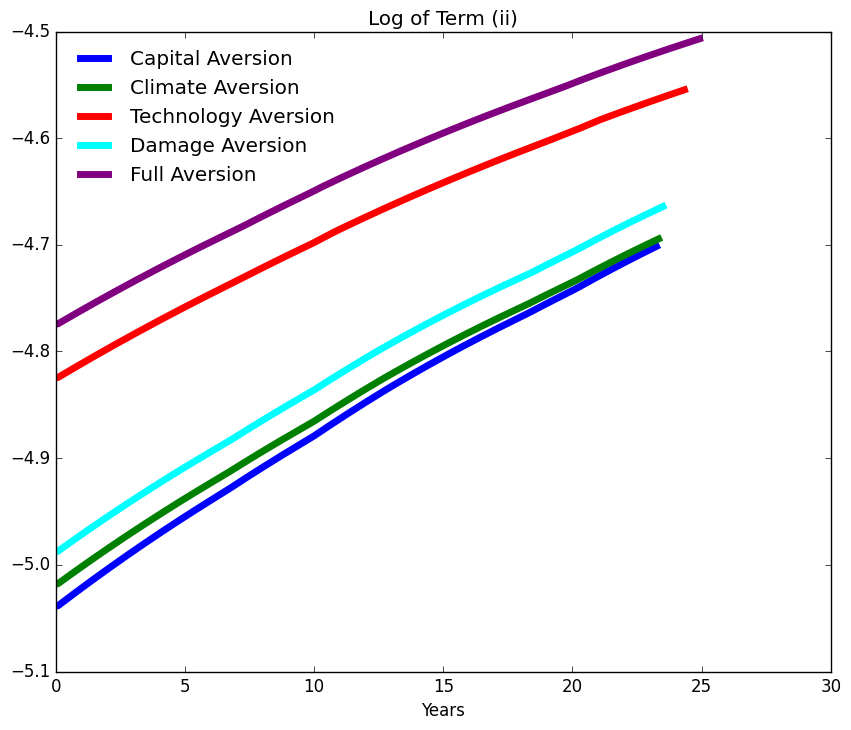 Log of Term (ii)
−4.5
Capital Aversion
Climate Aversion
Technology Aversion
Damage Aversion
Full Aversion
−4.6
−4.7
−4.8
−4.9
−5.0
−5.1
0 5 10 15 20 25 30
Years